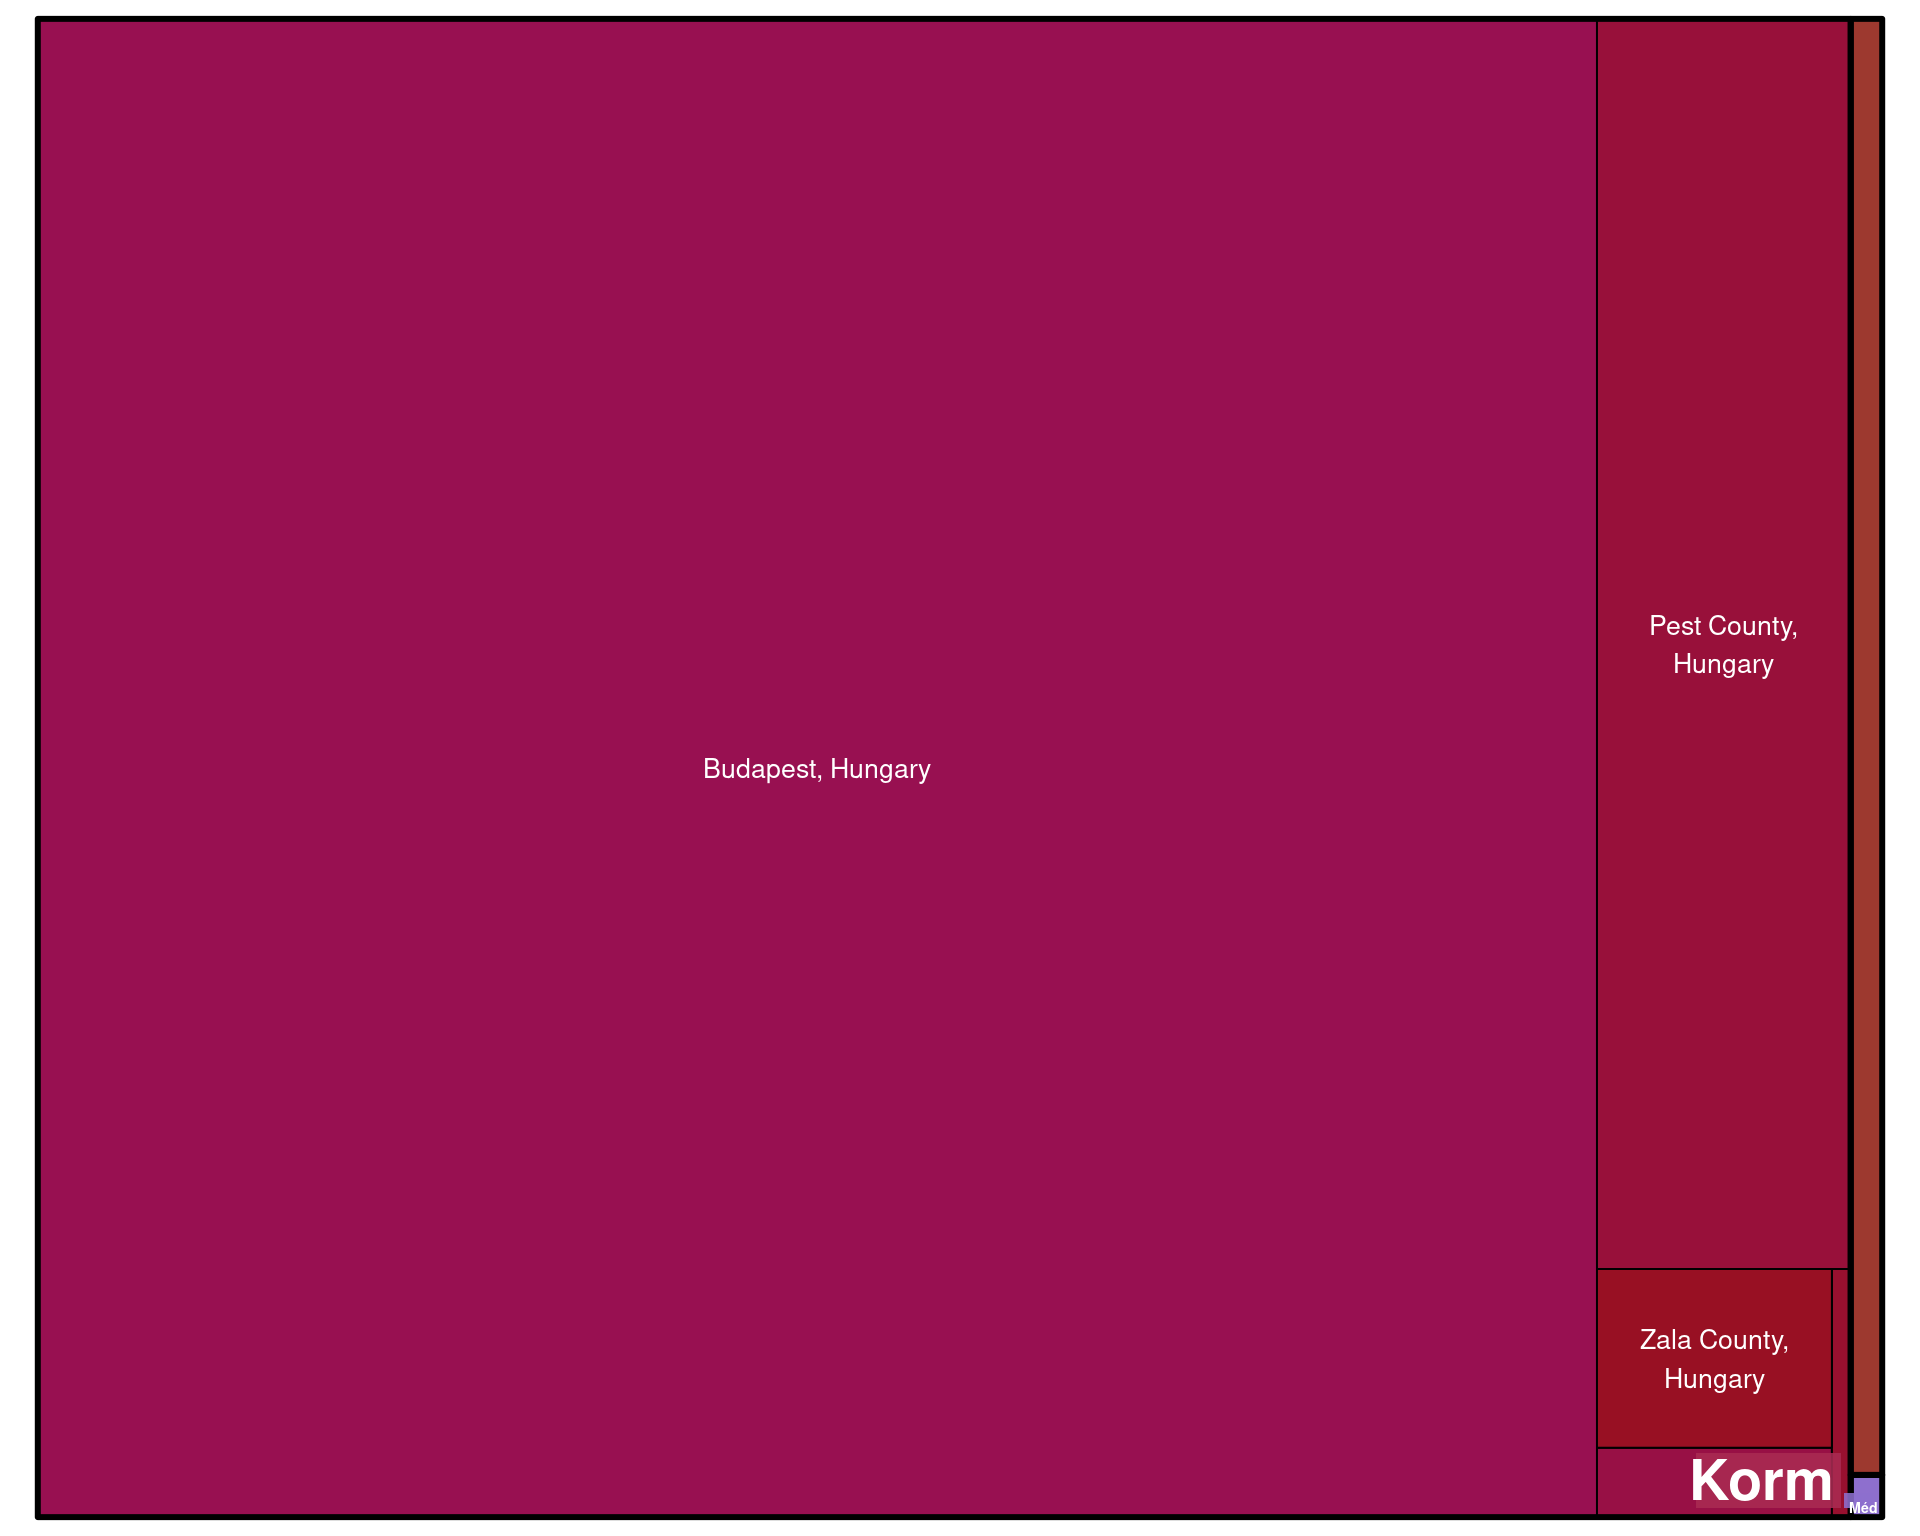 Budapest, Hungary
Pest County,
Hungary
Zala County,
Hungary
Korm
Méd